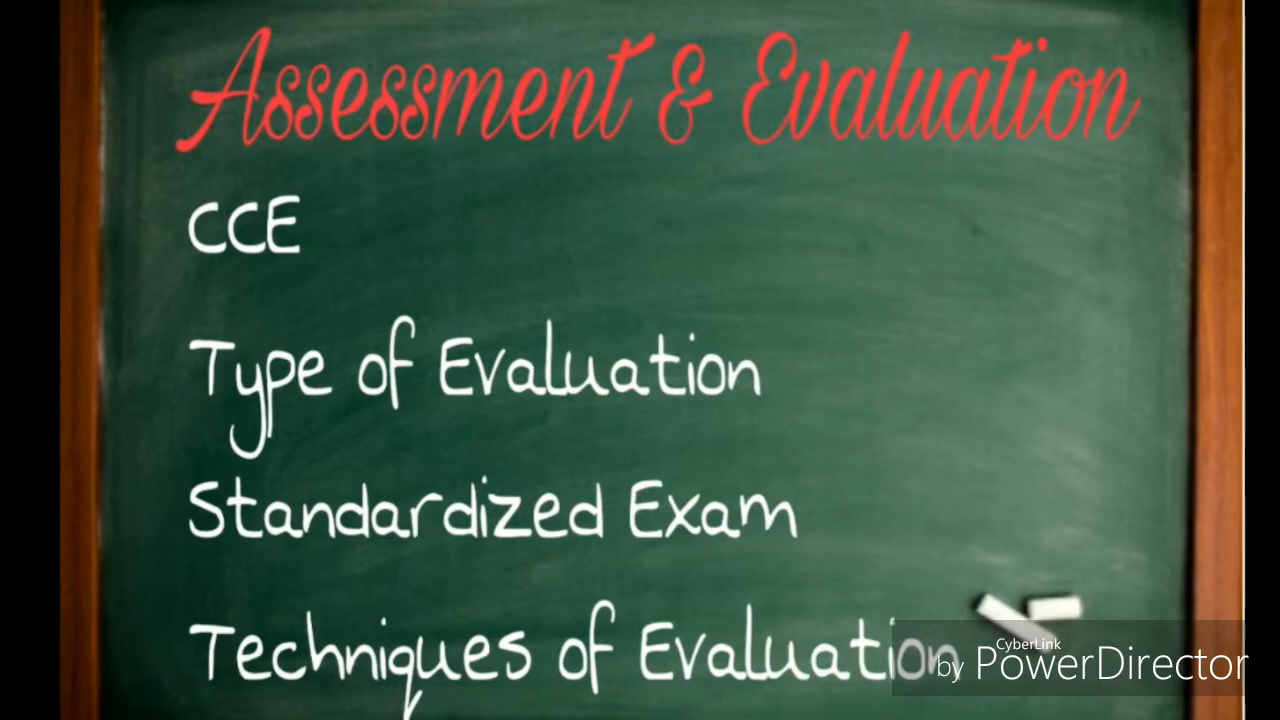 Assessment & Evaluation
CCE
Type of Evaluation
Standardized Exam
Techniques of Evaluation
CyberLink
by PowerDirector